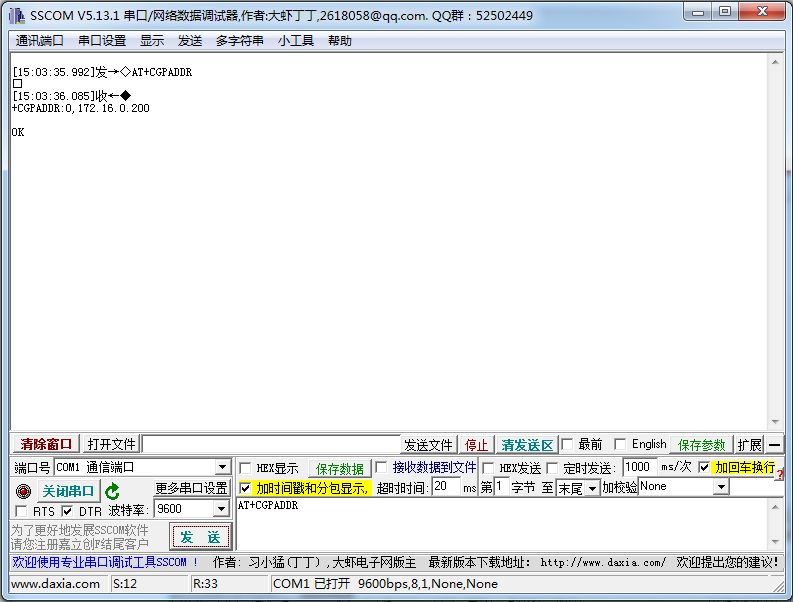 SSCOM V5.13.1 串口/网络数据调试器,作者:大虾丁丁,2618058@qq.com. QQ群：52502449
通讯端口 串口设置 显示 发送 多字符串 小工具 帮助
[15:03:35.992]发→◇AT+CGPADDR
□
[15:03:36.085]收←◆
+CGPADDR:0,172.16.0.200
OK
清除窗口 打开文件 发送文件 停止 清发送区 最前 English 保存参数 扩展 —
端口号 COM1 通信端口 HEX显示 保存数据 接收数据到文件 HEX发送 定时发送: 1000 ms/次 加回车换行
关闭串口 更多串口设置 加时间戳和分包显示, 超时时间: 20 ms 第 1 字节 至 末尾 加校验 None
RTS DTR 波特率: 9600 AT+CGPADDR
为了更好地发展SSCOM软件
请您注册嘉立创F结尾客户
发 送
欢迎使用专业串口调试工具SSCOM ! 作者: 习小猛(丁丁),大虾电子网版主 最新版本下载地址: http://www.daxia.com/ 欢迎提出您的建议!
www.daxia.com S:12 R:33 COM1 已打开 9600bps,8,1,None,None